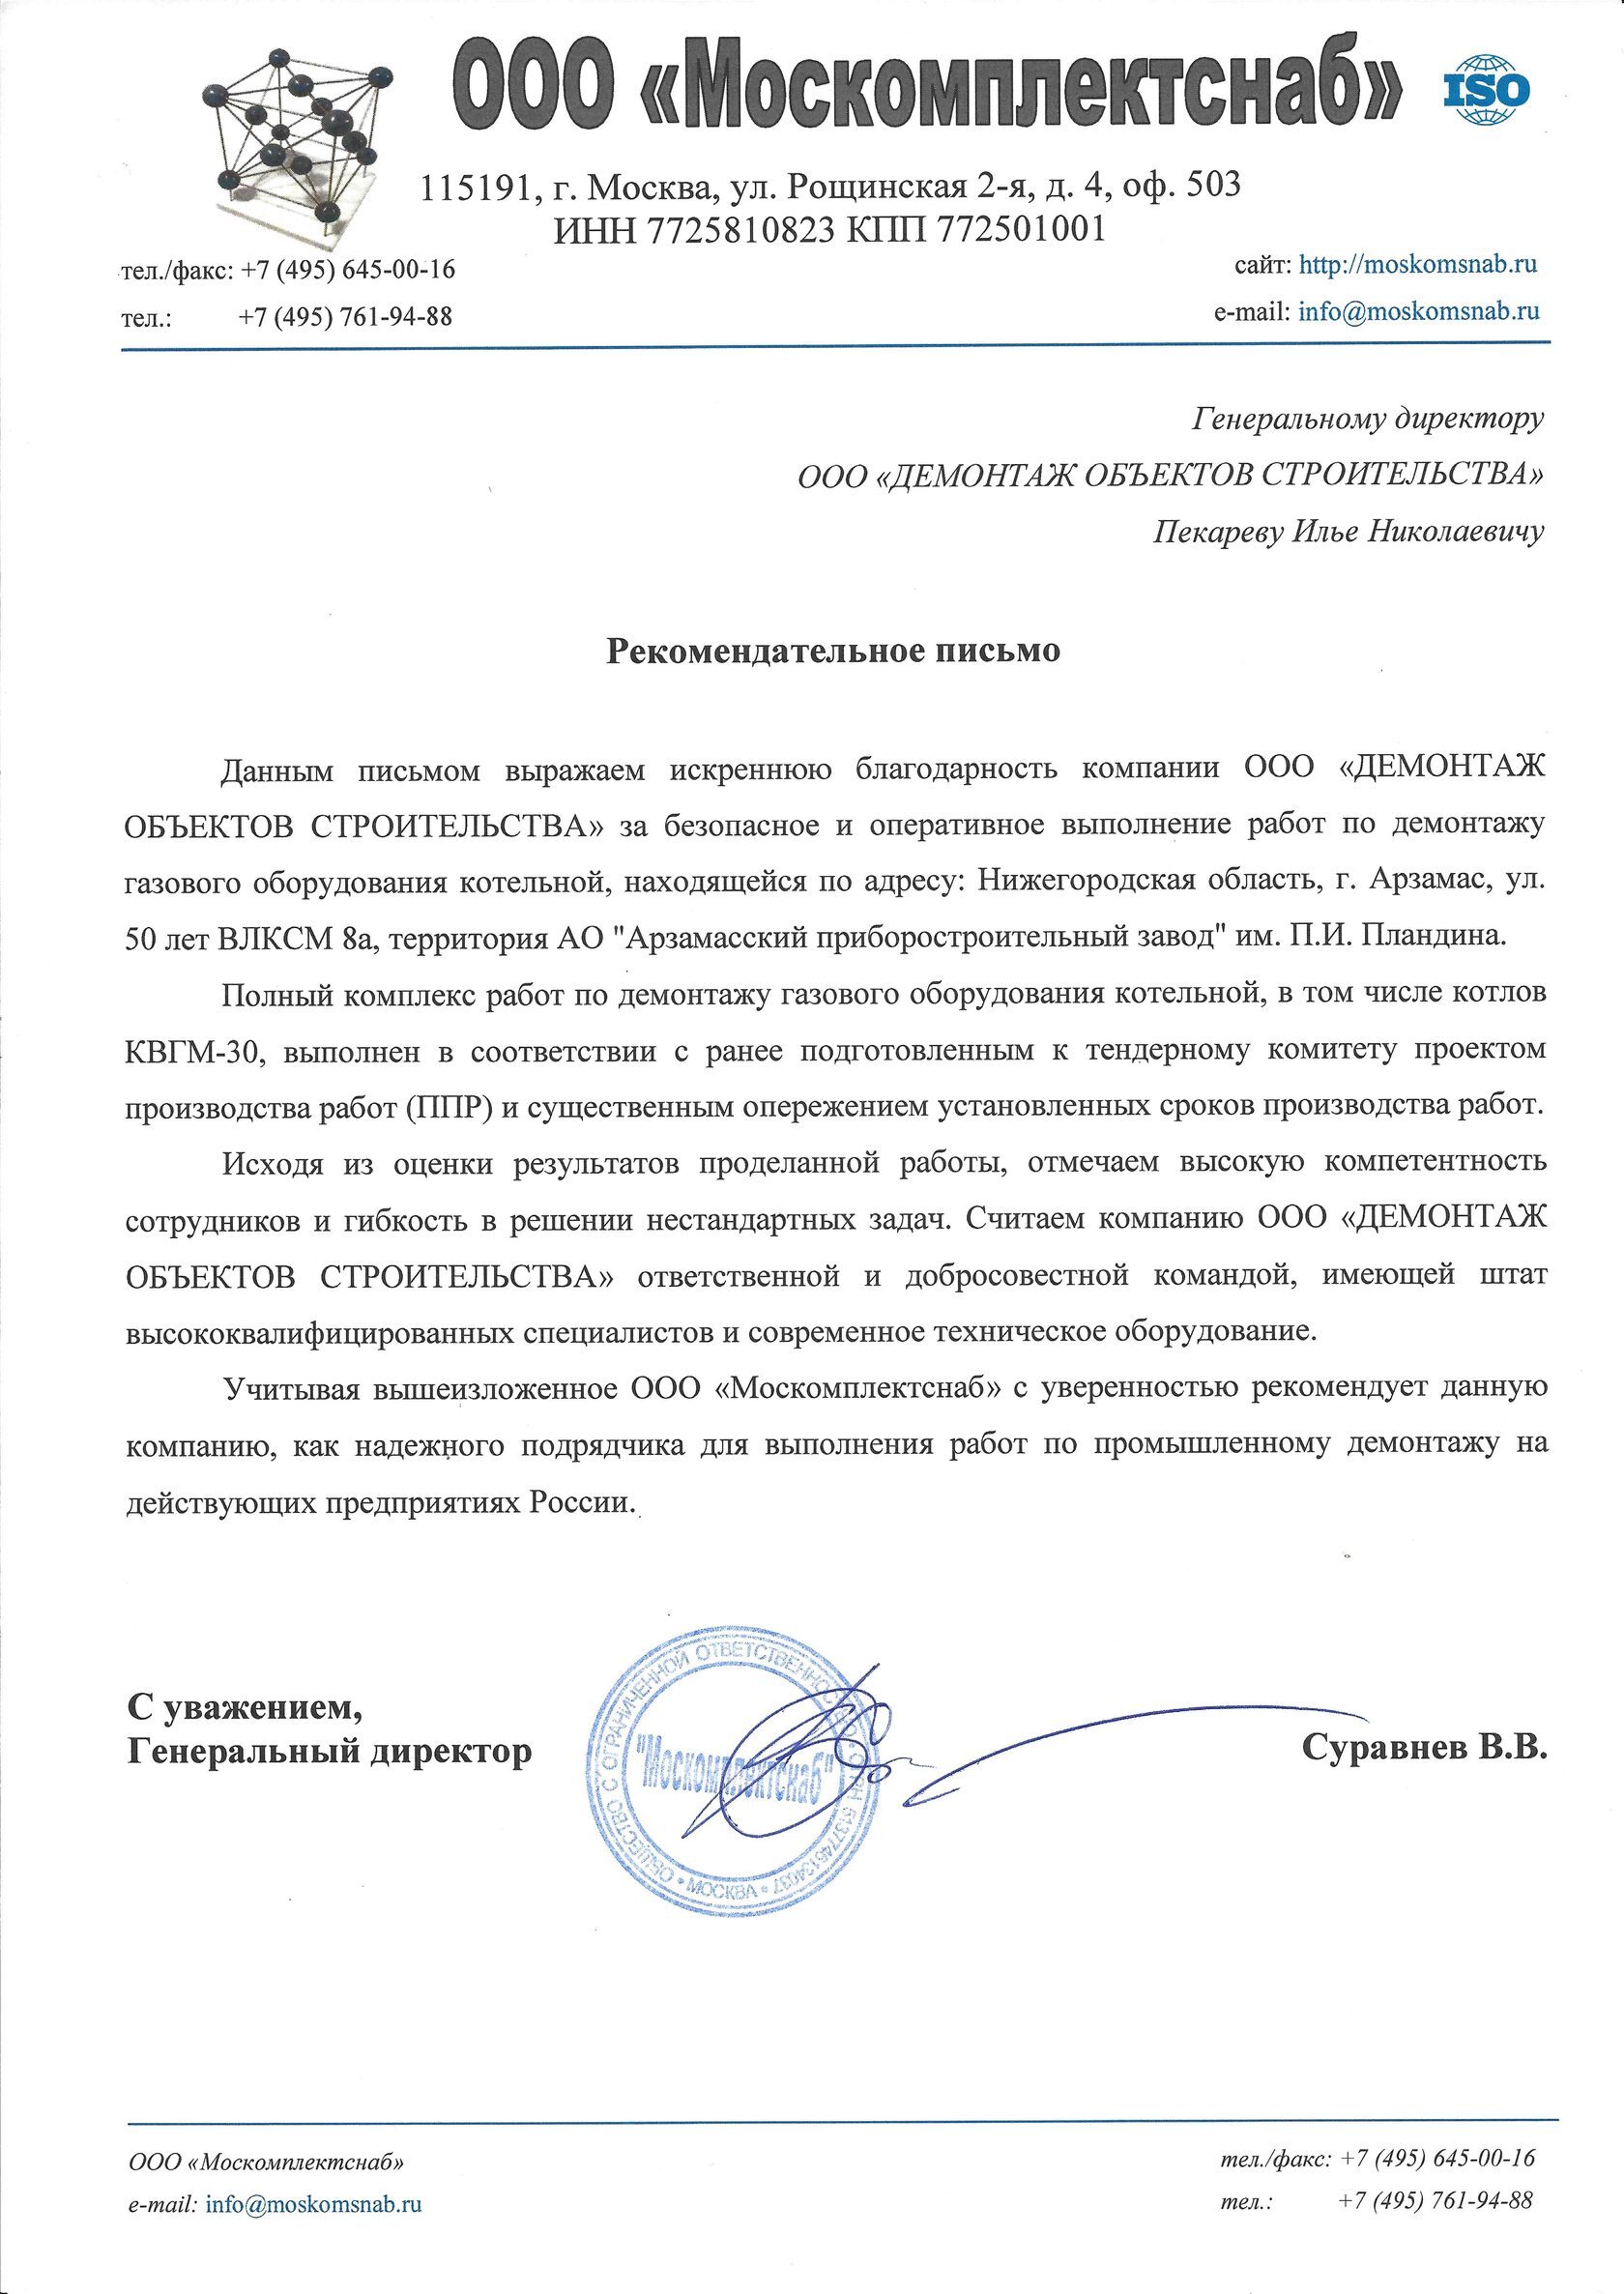 ООО «Москомплектснаб»
ISO
115191, г. Москва, ул. Рощинская 2-я, д. 4, оф. 503
ИНН 7725810823 КПП 772501001
тел./факс: +7 (495) 645-00-16
сайт: http://moskomsnab.ru
тел.: +7 (495) 761-94-88
e-mail: info@moskomsnab.ru
Генеральному директору
ООО «ДЕМОНТАЖ ОБЪЕКТОВ СТРОИТЕЛЬСТВА»
Пекареву Илье Николаевичу
Рекомендательное письмо
Данным письмом выражаем искреннюю благодарность компании ООО «ДЕМОНТАЖ
ОБЪЕКТОВ СТРОИТЕЛЬСТВА» за безопасное и оперативное выполнение работ по демонтажу
газового оборудования котельной, находящейся по адресу: Нижегородская область, г. Арзамас, ул.
50 лет ВЛКСМ 8а, территория АО "Арзамасский приборостроительный завод" им. П.И. Пландина.
Полный комплекс работ по демонтажу газового оборудования котельной, в том числе котлов
КВГМ-30, выполнен в соответствии с ранее подготовленным к тендерному комитету проектом
производства работ (ППР) и существенным опережением установленных сроков производства работ.
Исходя из оценки результатов проделанной работы, отмечаем высокую компетентность
сотрудников и гибкость в решении нестандартных задач. Считаем компанию ООО «ДЕМОНТАЖ
ОБЪЕКТОВ СТРОИТЕЛЬСТВА» ответственной и добросовестной командой, имеющей штат
высококвалифицированных специалистов и современное техническое оборудование.
Учитывая вышеизложенное ООО «Москомплектснаб» с уверенностью рекомендует данную
компанию, как надежного подрядчика для выполнения работ по промышленному демонтажу на
действующих предприятиях России.
С уважением,
Генеральный директор
Суравнев В.В.
ОБЩЕСТВО С ОГРАНИЧЕННОЙ ОТВЕТСТВЕННОСТЬЮ
"Москомплектснаб"
• МОСКВА •
ООО «Москомплектснаб»
тел./факс: +7 (495) 645-00-16
e-mail: info@moskomsnab.ru
тел.: +7 (495) 761-94-88